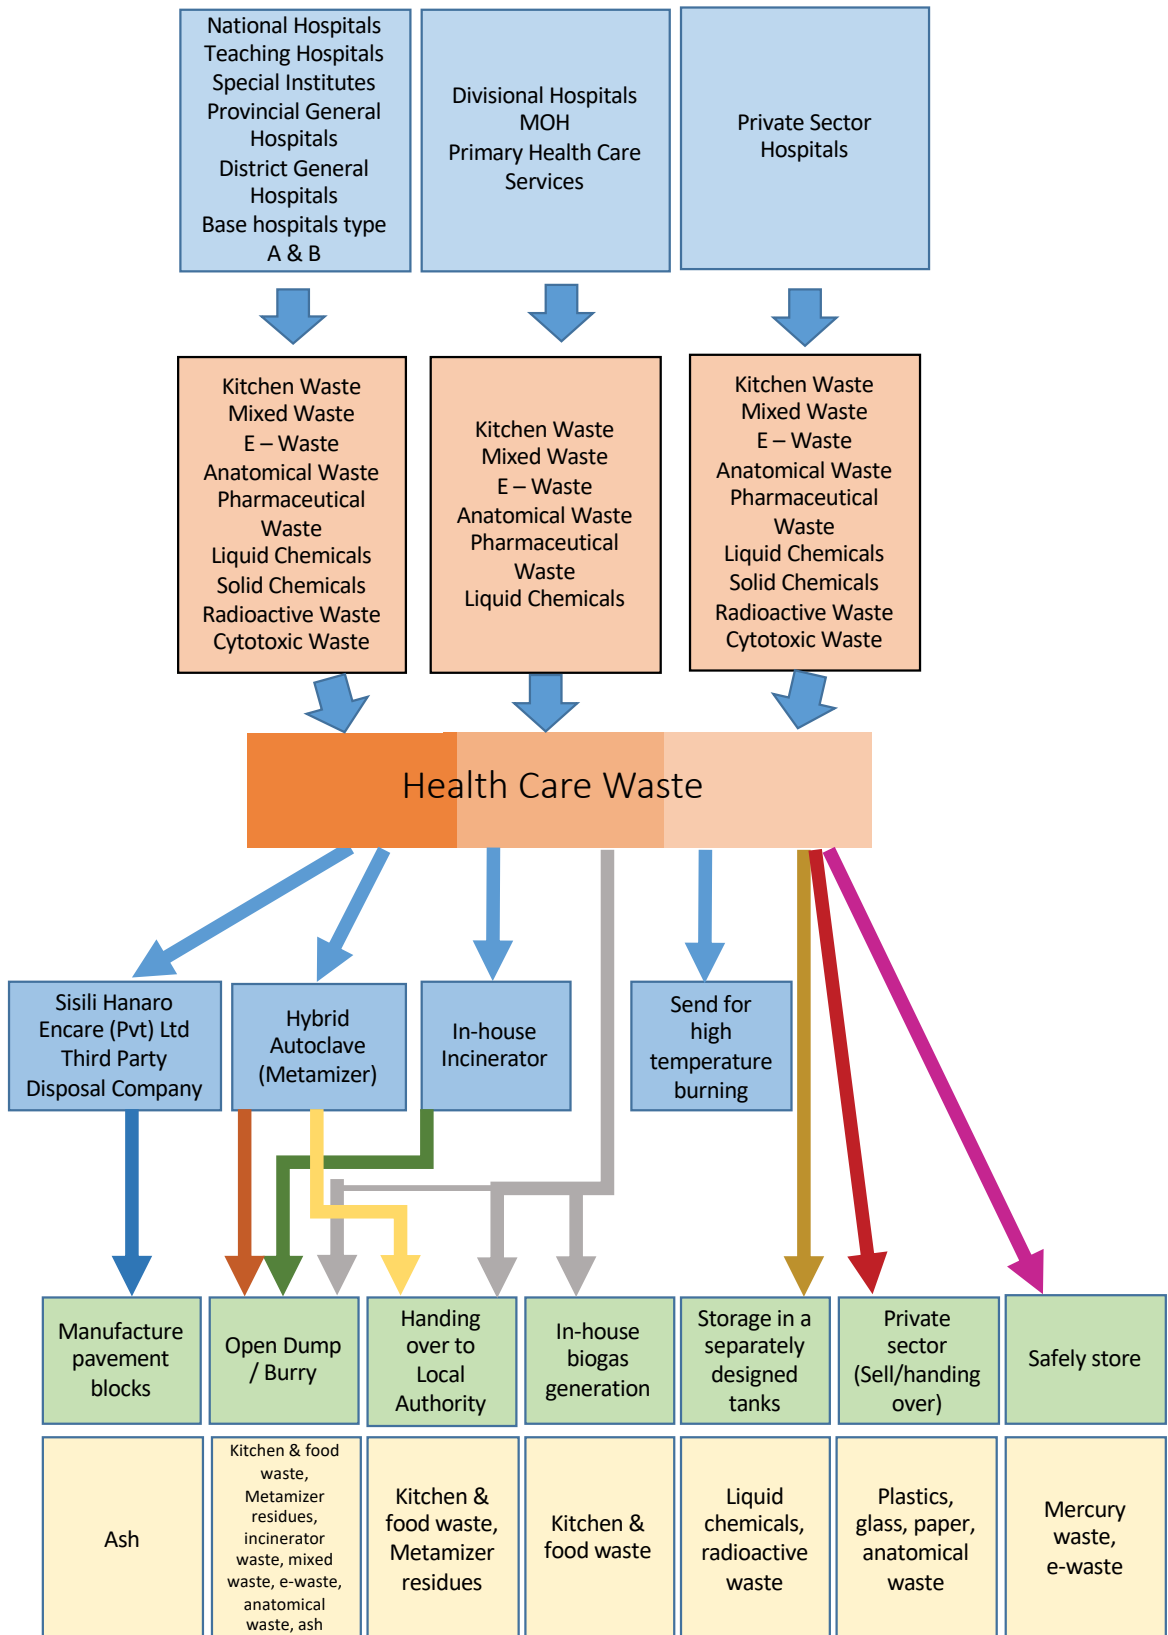 National Hospitals
Teaching Hospitals
Special Institutes
Provincial General
Hospitals
District General
Hospitals
Base hospitals type
A & B
Divisional Hospitals
MOH
Primary Health Care
Services
Private Sector
Hospitals
Kitchen Waste
Mixed Waste
E – Waste
Anatomical Waste
Pharmaceutical
Waste
Liquid Chemicals
Solid Chemicals
Radioactive Waste
Cytotoxic Waste
Kitchen Waste
Mixed Waste
E – Waste
Anatomical Waste
Pharmaceutical
Waste
Liquid Chemicals
Kitchen Waste
Mixed Waste
E – Waste
Anatomical Waste
Pharmaceutical
Waste
Liquid Chemicals
Solid Chemicals
Radioactive Waste
Cytotoxic Waste
Health Care Waste
Sisili Hanaro
Encare (Pvt) Ltd
Third Party
Disposal Company
Hybrid
Autoclave
(Metamizer)
In-house
Incinerator
Send for
high
temperature
burning
Manufacture
pavement
blocks
Open Dump
/ Burry
Handing
over to
Local
Authority
In-house
biogas
generation
Storage in a
separately
designed
tanks
Private
sector
(Sell/handing
over)
Safely store
Ash
Kitchen & food
waste,
Metamizer
residues,
incinerator
waste, mixed
waste, e-waste,
anatomical
waste, ash
Kitchen &
food waste,
Metamizer
residues
Kitchen &
food waste
Liquid
chemicals,
radioactive
waste
Plastics,
glass, paper,
anatomical
waste
Mercury
waste,
e-waste